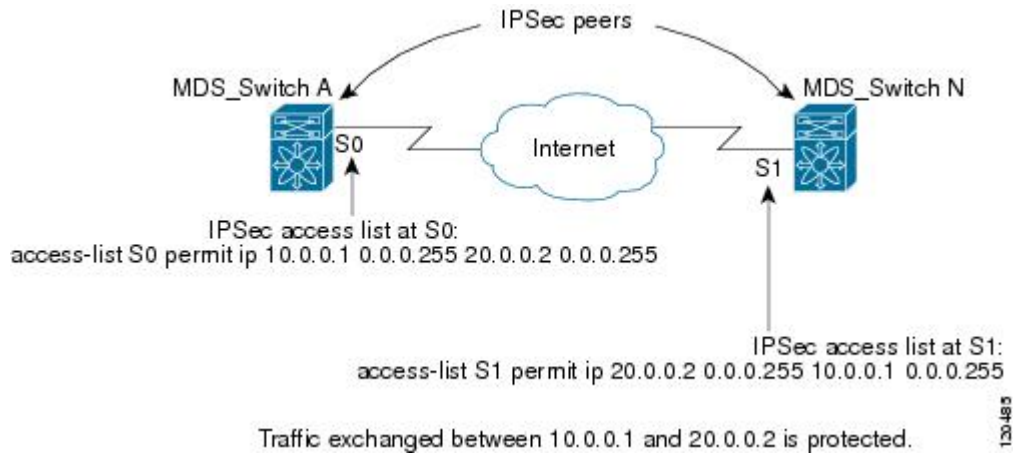 IPSec peers
MDS_Switch A
MDS_Switch N
Internet
S0
S1
IPSec access list at S0:
access-list S0 permit ip 10.0.0.1 0.0.0.255 20.0.0.2 0.0.0.255
IPSec access list at S1:
access-list S1 permit ip 20.0.0.2 0.0.0.255 10.0.0.1 0.0.0.255
Traffic exchanged between 10.0.0.1 and 20.0.0.2 is protected.
120485